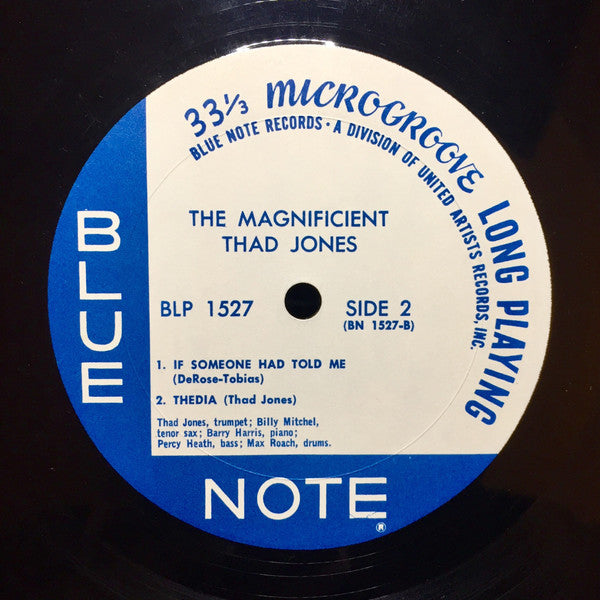 33⅓ MICROGROOVE LONG PLAYING
BLUE NOTE RECORDS · A DIVISION OF UNITED ARTISTS RECORDS, INC.
THE MAGNIFICIENT
THAD JONES
BLP 1527
SIDE 2
(BN 1527-B)
1. IF SOMEONE HAD TOLD ME
(DeRose-Tobias)
2. THEDIA (Thad Jones)
Thad Jones, trumpet; Billy Mitchel,
tenor sax; Barry Harris, piano;
Percy Heath, bass; Max Roach, drums.
BLUE
NOTE®